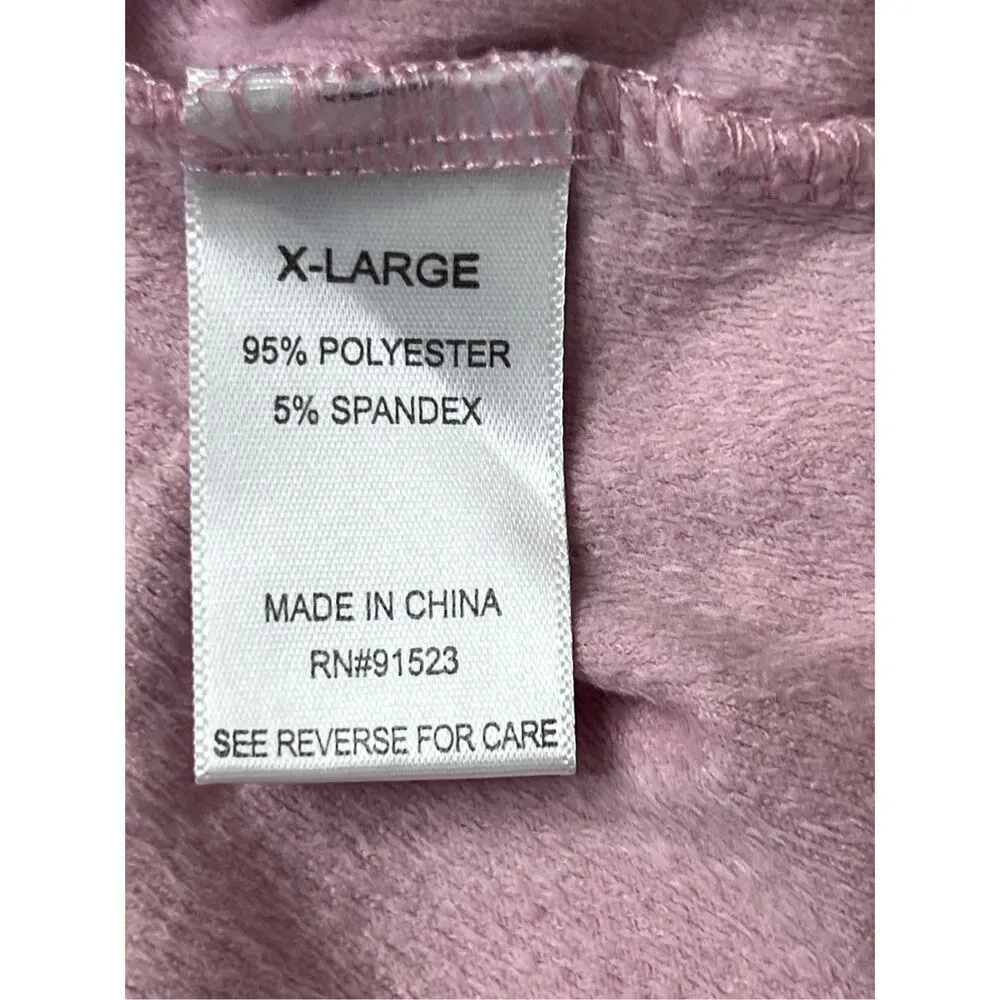 X-LARGE
95% POLYESTER
5% SPANDEX
MADE IN CHINA
RN#91523
SEE REVERSE FOR CARE